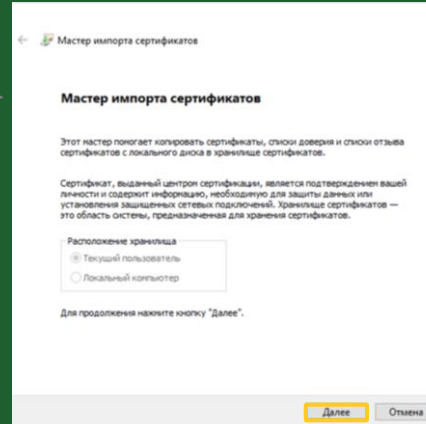 Мастер импорта сертификатов
Мастер импорта сертификатов
Этот мастер помогает копировать сертификаты, списки доверия и списки отзыва
сертификатов с локального диска в хранилище сертификатов.
Сертификат, выданный центром сертификации, является подтверждением вашей
личности и содержит информацию, необходимую для защиты данных или
установления защищенных сетевых подключений. Хранилище сертификатов —
это область системы, предназначенная для хранения сертификатов.
Расположение хранилища
Текущий пользователь
Локальный компьютер
Для продолжения нажмите кнопку "Далее".
Далее Отмена